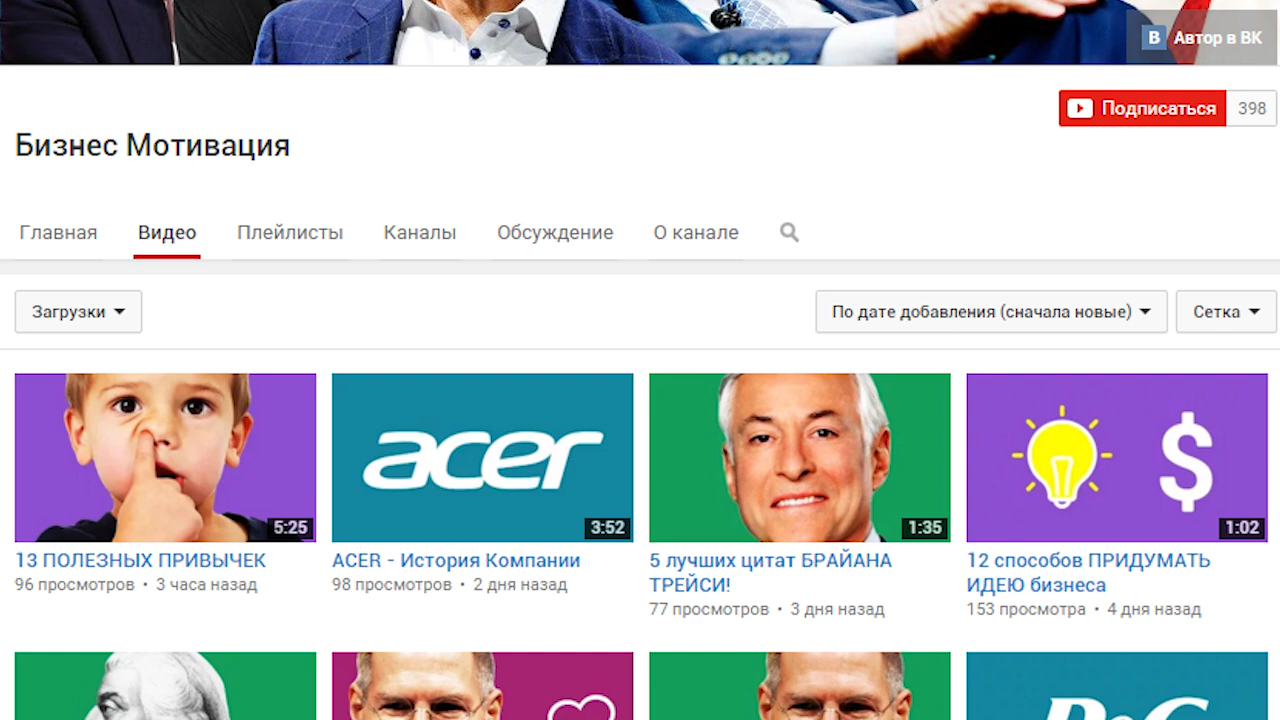 B Автор в ВК
Подписаться 398
Бизнес Мотивация
Главная Видео Плейлисты Каналы Обсуждение О канале
Загрузки По дате добавления (сначала новые) Сетка
acer $
5:25 3:52 1:35 1:02
13 ПОЛЕЗНЫХ ПРИВЫЧЕК
96 просмотров • 3 часа назад
ACER - История Компании
98 просмотров • 2 дня назад
5 лучших цитат БРАЙАНА
ТРЕЙСИ!
77 просмотров • 3 дня назад
12 способов ПРИДУМАТЬ
ИДЕЮ бизнеса
153 просмотра • 4 дня назад